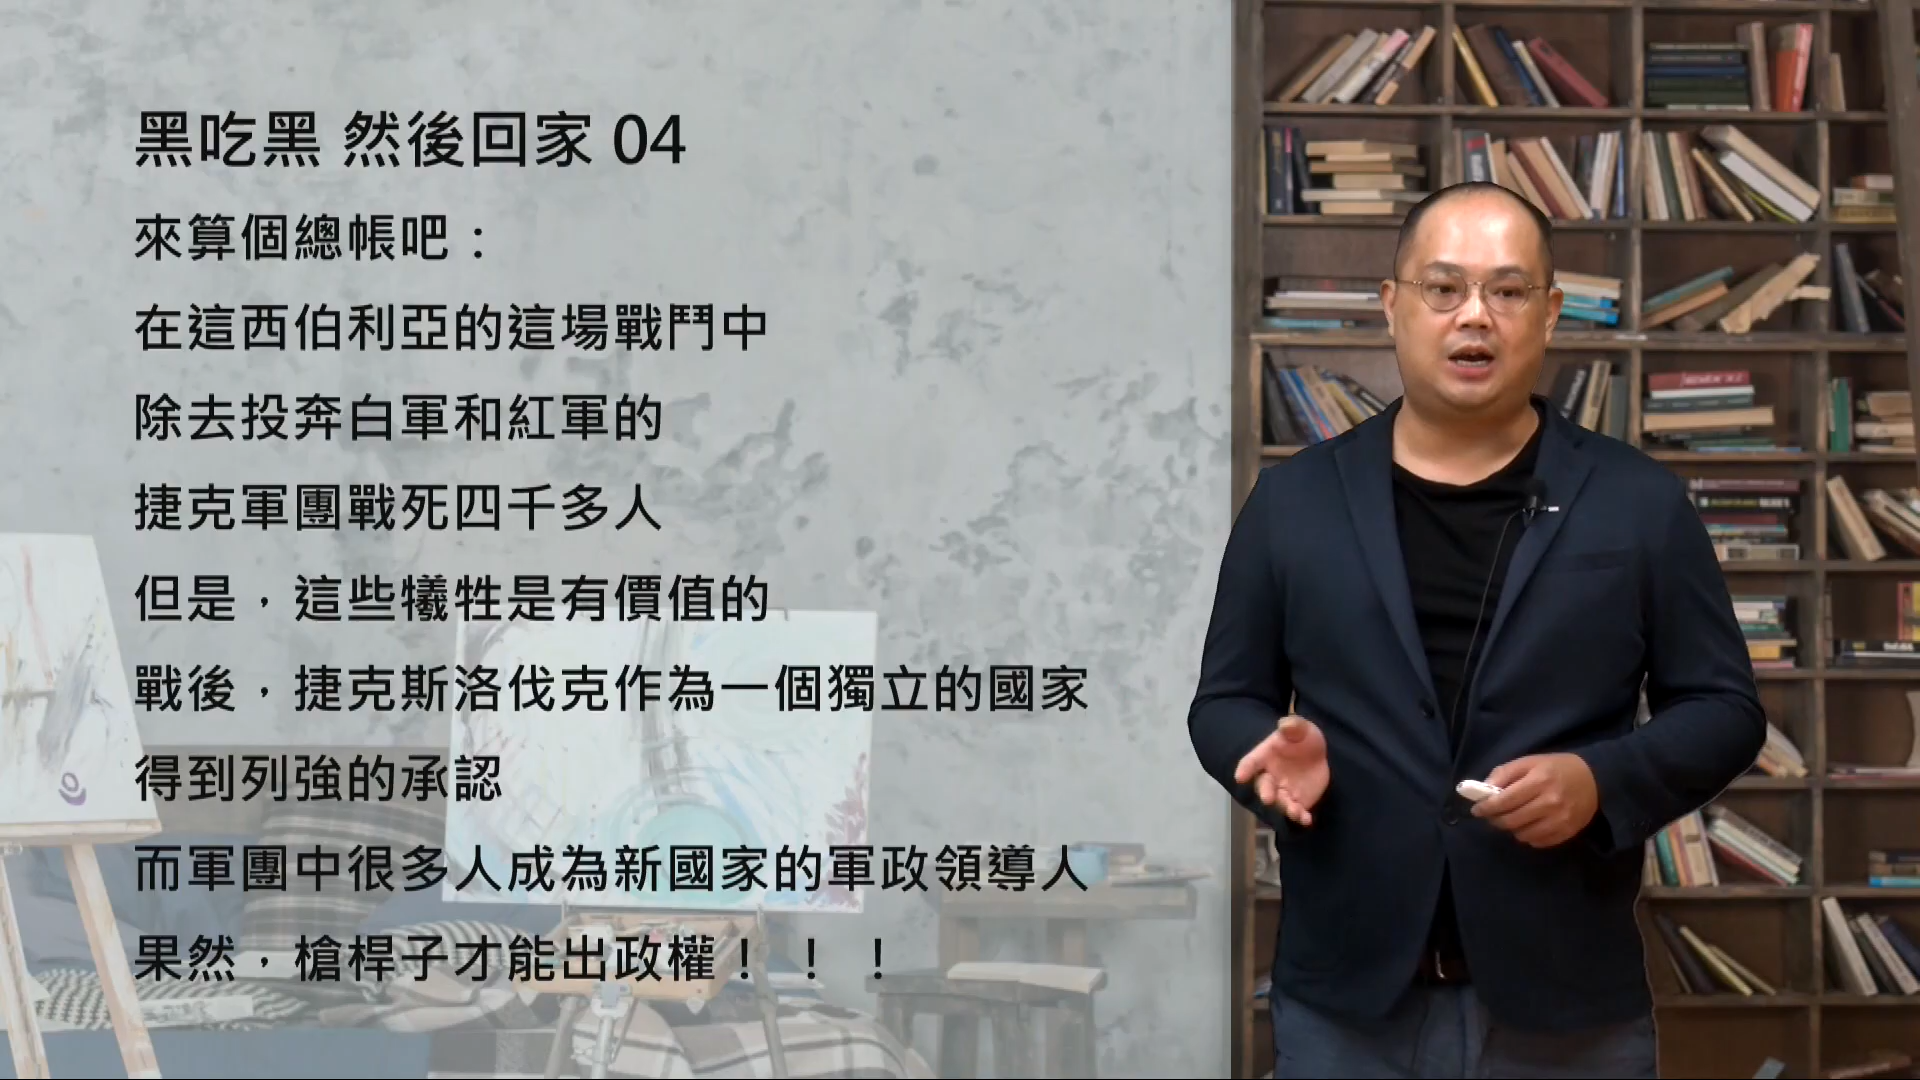 黑吃黑 然後回家 04
來算個總帳吧：
在這西伯利亞的這場戰鬥中
除去投奔白軍和紅軍的
捷克軍團戰死四千多人
但是，這些犧牲是有價值的
戰後，捷克斯洛伐克作為一個獨立的國家
得到列強的承認
而軍團中很多人成為新國家的軍政領導人
果然，槍桿子才能出政權！！！